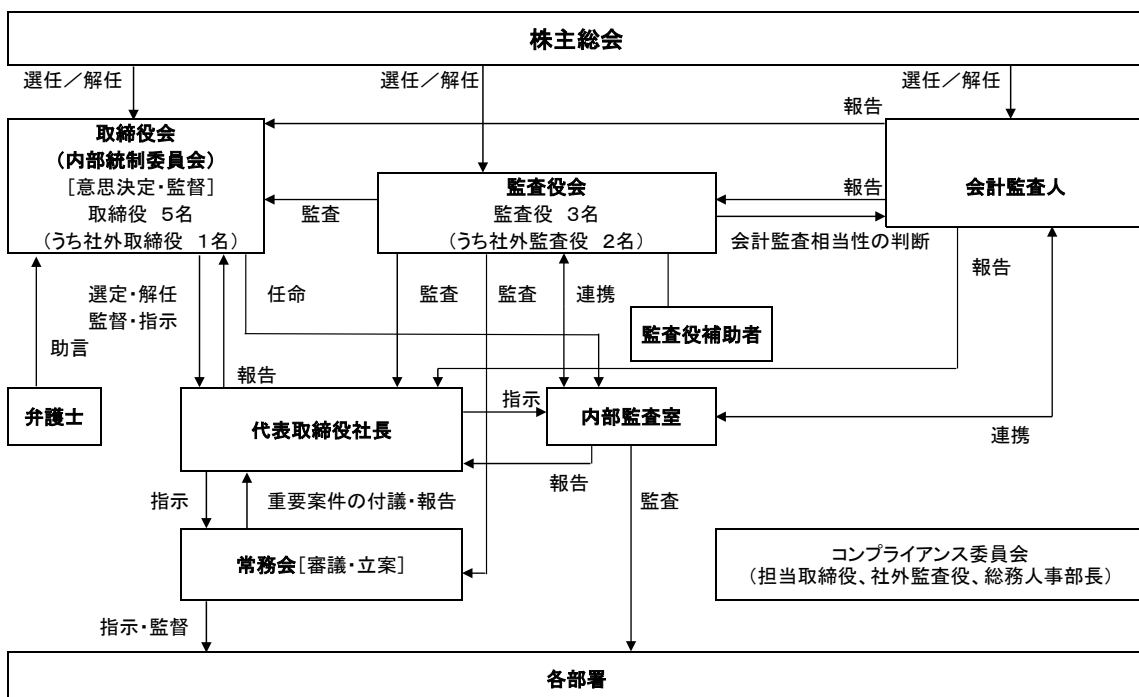 株主総会
選任／解任
選任／解任
選任／解任
報告
取締役会
（内部統制委員会）
［意思決定・監督］
取締役 5名
（うち社外取締役 1名）
監査
監査役会
監査役 3名
（うち社外監査役 2名）
報告
会計監査人
会計監査相当性の判断
報告
選定・解任
監督・指示
任命
監査
監査
連携
監査役補助者
助言
報告
弁護士
代表取締役社長
指示
内部監査室
連携
報告
指示
重要案件の付議・報告
監査
常務会［審議・立案］
コンプライアンス委員会
（担当取締役、社外監査役、総務人事部長）
指示・監督
各部署